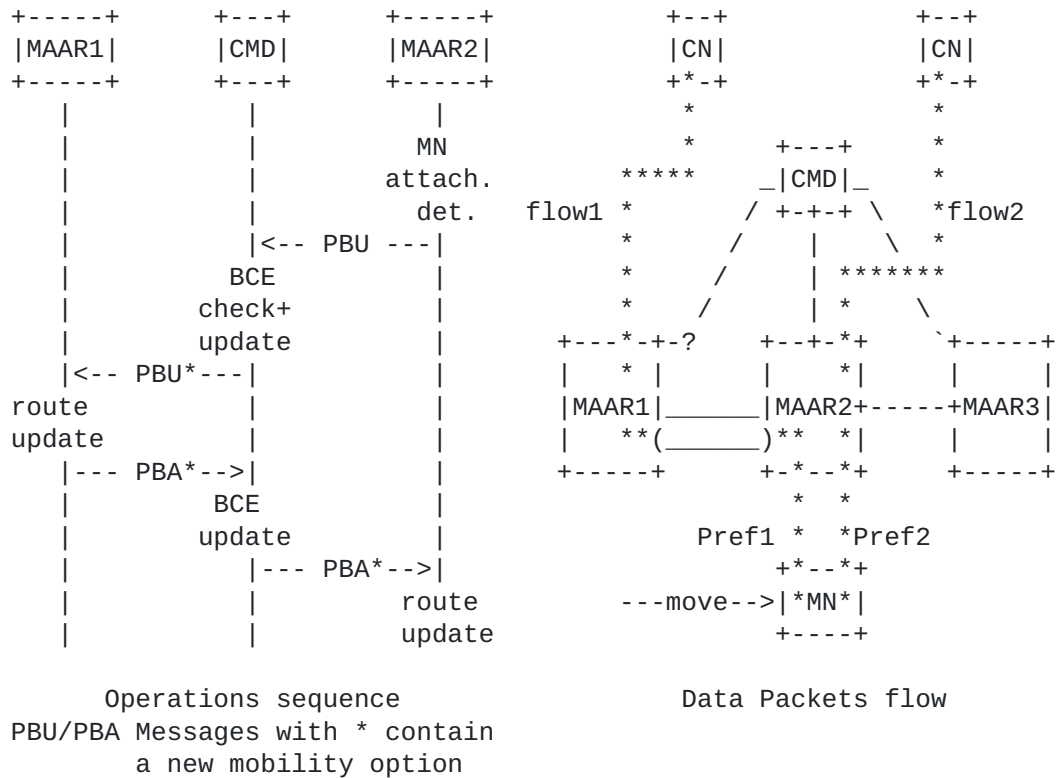 +-----+      +---+      +-----+           +--+            +--+
|MAAR1|      |CMD|      |MAAR2|           |CN|            |CN|
+-----+      +---+      +-----+           +*-+            +*-+
   |           |           |               *               *
   |           |          MN               *     +---+     *
   |           |        attach.        *****    _|CMD|_    *
   |           |          det.   flow1 *       / +-+-+ \   *flow2
   |           |<-- PBU ---|           *      /    |    \  *
   |          BCE          |           *     /     | *******
   |        check+         |           *    /      | *    \
   |        update         |       +---*-+-?    +--+-*+    `+-----+
   |<-- PBU*---|           |       |   * |      |    *|     |     |
route          |           |       |MAAR1|______|MAAR2+-----+MAAR3|
update         |           |       |   **(______)**  *|     |     |
   |--- PBA*-->|           |       +-----+      +-*--*+     +-----+
   |         BCE           |                      *  *
   |        update         |                Pref1 *  *Pref2
   |           |--- PBA*-->|                     +*--*+
   |           |         route         ---move-->|*MN*|
   |           |         update                  +----+
Operations sequence                  Data Packets flow
PBU/PBA Messages with * contain
a new mobility option